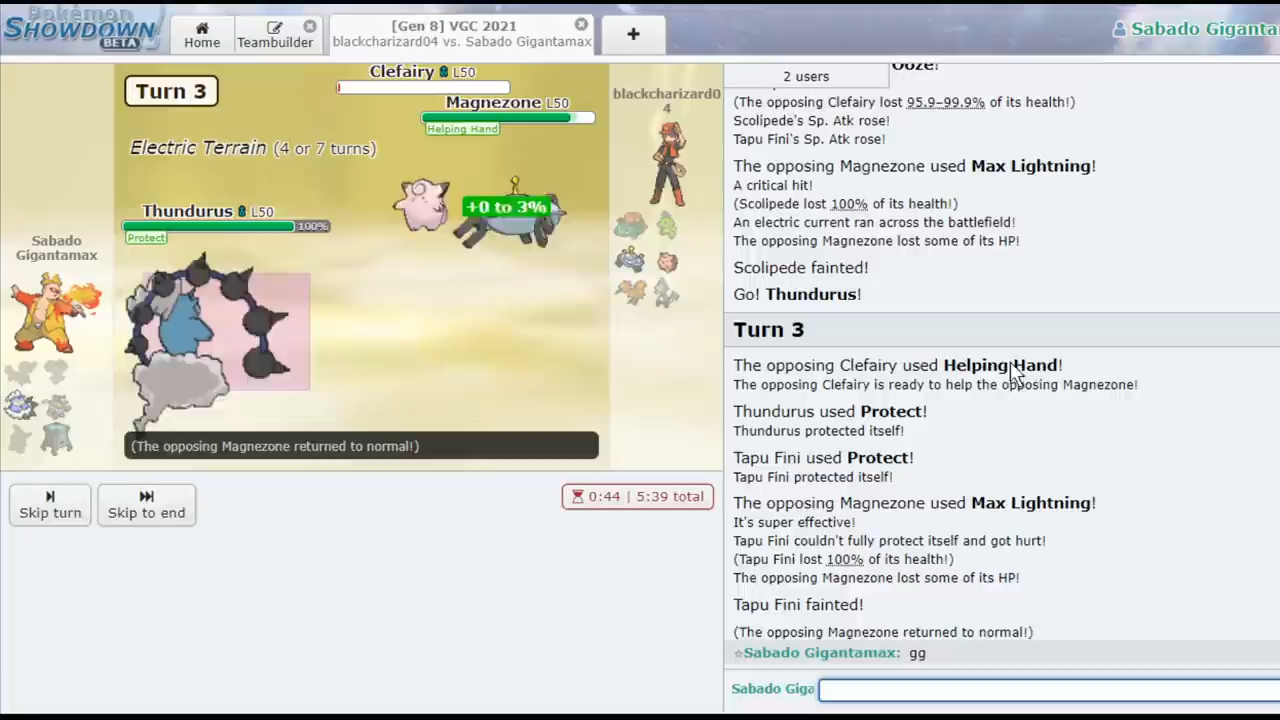 Pokémon
SHOWDOWN
BETA
Home
Teambuilder
[Gen 8] VGC 2021
blackcharizard04 vs. Sabado Gigantamax
+
Sabado Giganta
Turn 3
Clefairy L50
Magnezone L50
Helping Hand
Electric Terrain (4 or 7 turns)
+0 to 3%
Thundurus L50
100%
Protect
Sabado
Gigantamax
blackcharizard0
4
(The opposing Magnezone returned to normal!)
Skip turn
Skip to end
0:44 | 5:39 total
2 users
Ooze!
(The opposing Clefairy lost 95.9–99.9% of its health!)
Scolipede's Sp. Atk rose!
Tapu Fini's Sp. Atk rose!
The opposing Magnezone used Max Lightning!
A critical hit!
(Scolipede lost 100% of its health!)
An electric current ran across the battlefield!
The opposing Magnezone lost some of its HP!
Scolipede fainted!
Go! Thundurus!
Turn 3
The opposing Clefairy used Helping Hand!
The opposing Clefairy is ready to help the opposing Magnezone!
Thundurus used Protect!
Thundurus protected itself!
Tapu Fini used Protect!
Tapu Fini protected itself!
The opposing Magnezone used Max Lightning!
It's super effective!
Tapu Fini couldn't fully protect itself and got hurt!
(Tapu Fini lost 100% of its health!)
The opposing Magnezone lost some of its HP!
Tapu Fini fainted!
(The opposing Magnezone returned to normal!)
☆Sabado Gigantamax: gg
Sabado Giga